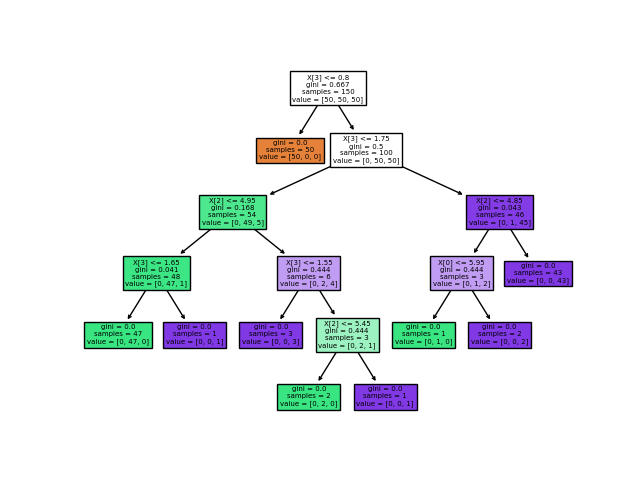 X[3] <= 0.8
gini = 0.667
samples = 150
value = [50, 50, 50]
gini = 0.0
samples = 50
value = [50, 0, 0]
X[3] <= 1.75
gini = 0.5
samples = 100
value = [0, 50, 50]
X[2] <= 4.95
gini = 0.168
samples = 54
value = [0, 49, 5]
X[2] <= 4.85
gini = 0.043
samples = 46
value = [0, 1, 45]
X[3] <= 1.65
gini = 0.041
samples = 48
value = [0, 47, 1]
X[3] <= 1.55
gini = 0.444
samples = 6
value = [0, 2, 4]
X[0] <= 5.95
gini = 0.444
samples = 3
value = [0, 1, 2]
gini = 0.0
samples = 43
value = [0, 0, 43]
gini = 0.0
samples = 47
value = [0, 47, 0]
gini = 0.0
samples = 1
value = [0, 0, 1]
gini = 0.0
samples = 3
value = [0, 0, 3]
X[2] <= 5.45
gini = 0.444
samples = 3
value = [0, 2, 1]
gini = 0.0
samples = 1
value = [0, 1, 0]
gini = 0.0
samples = 2
value = [0, 0, 2]
gini = 0.0
samples = 2
value = [0, 2, 0]
gini = 0.0
samples = 1
value = [0, 0, 1]